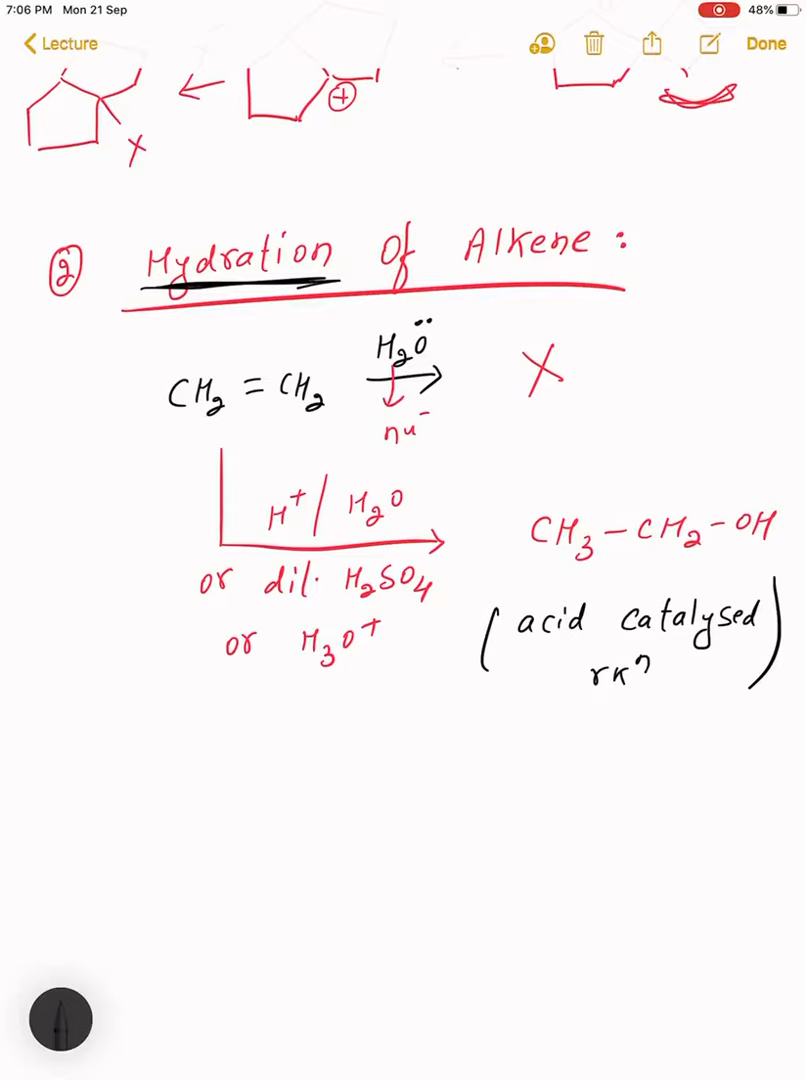 7:06 PM Mon 21 Sep 48%
Lecture Done
X
② Hydration Of Alkene :
CH₂ = CH₂ H₂Ö X
nu⁻
H⁺ / H₂O CH₃ – CH₂ – OH
or dil. H₂SO₄
or H₃O⁺
( acid catalysed
rxⁿ )